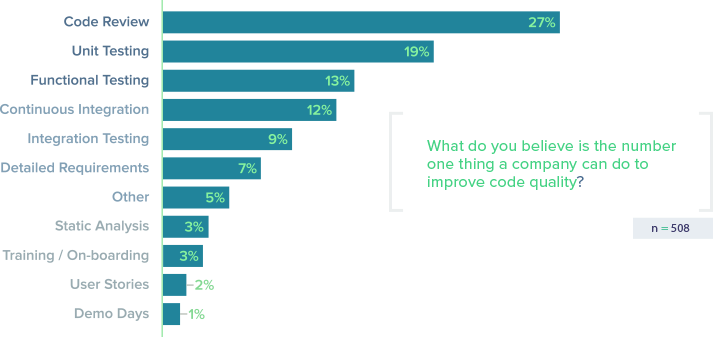 Code Review 27%
Unit Testing 19%
Functional Testing 13%
Continuous Integration 12%
Integration Testing 9%
Detailed Requirements 7%
Other 5%
Static Analysis 3%
Training / On-boarding 3%
User Stories 2%
Demo Days 1%
What do you believe is the number
one thing a company can do to
improve code quality?
n = 508